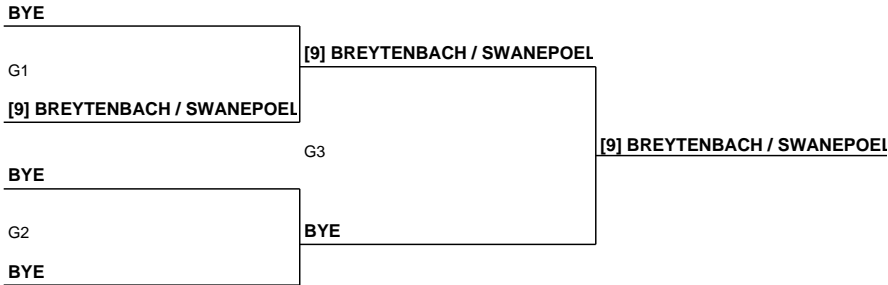 BYE
[9] BREYTENBACH / SWANEPOEL
G1
[9] BREYTENBACH / SWANEPOEL
G3
[9] BREYTENBACH / SWANEPOEL
BYE
G2
BYE
BYE